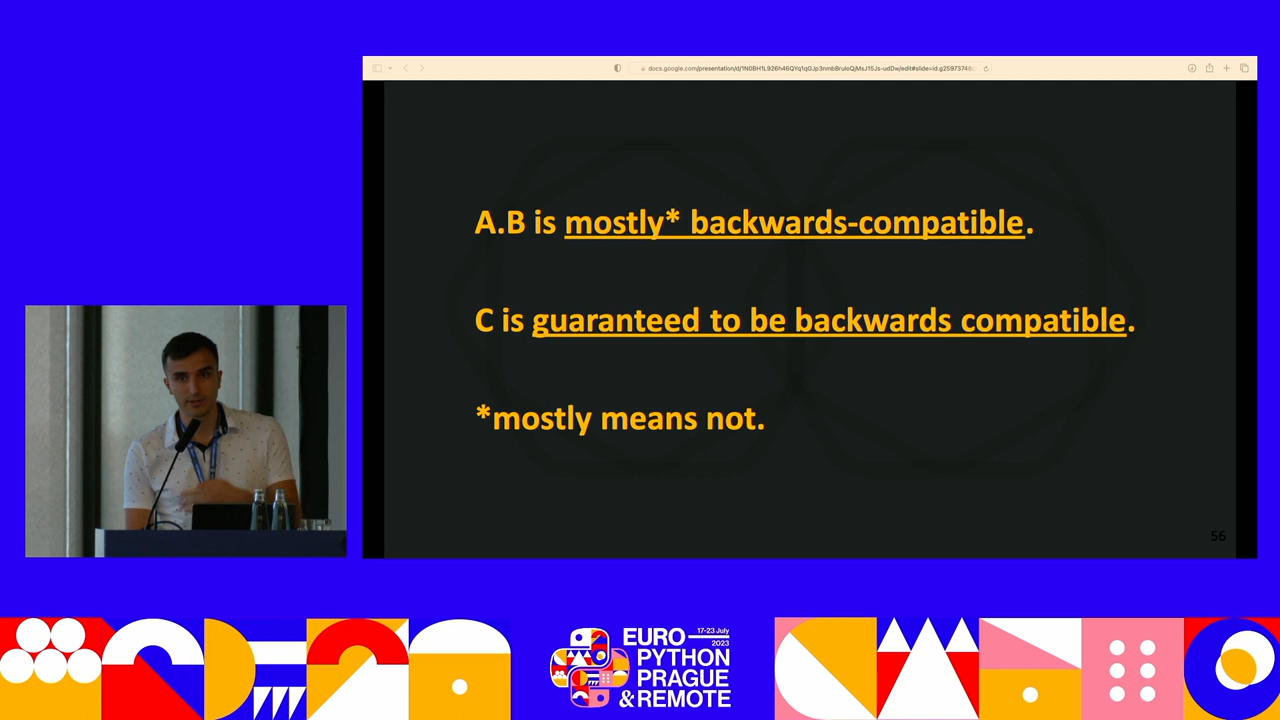 A.B is mostly* backwards-compatible.
C is guaranteed to be backwards compatible.
*mostly means not.
56
EURO
17-23 July
2023
PYTHON
PRAGUE
& REMOTE